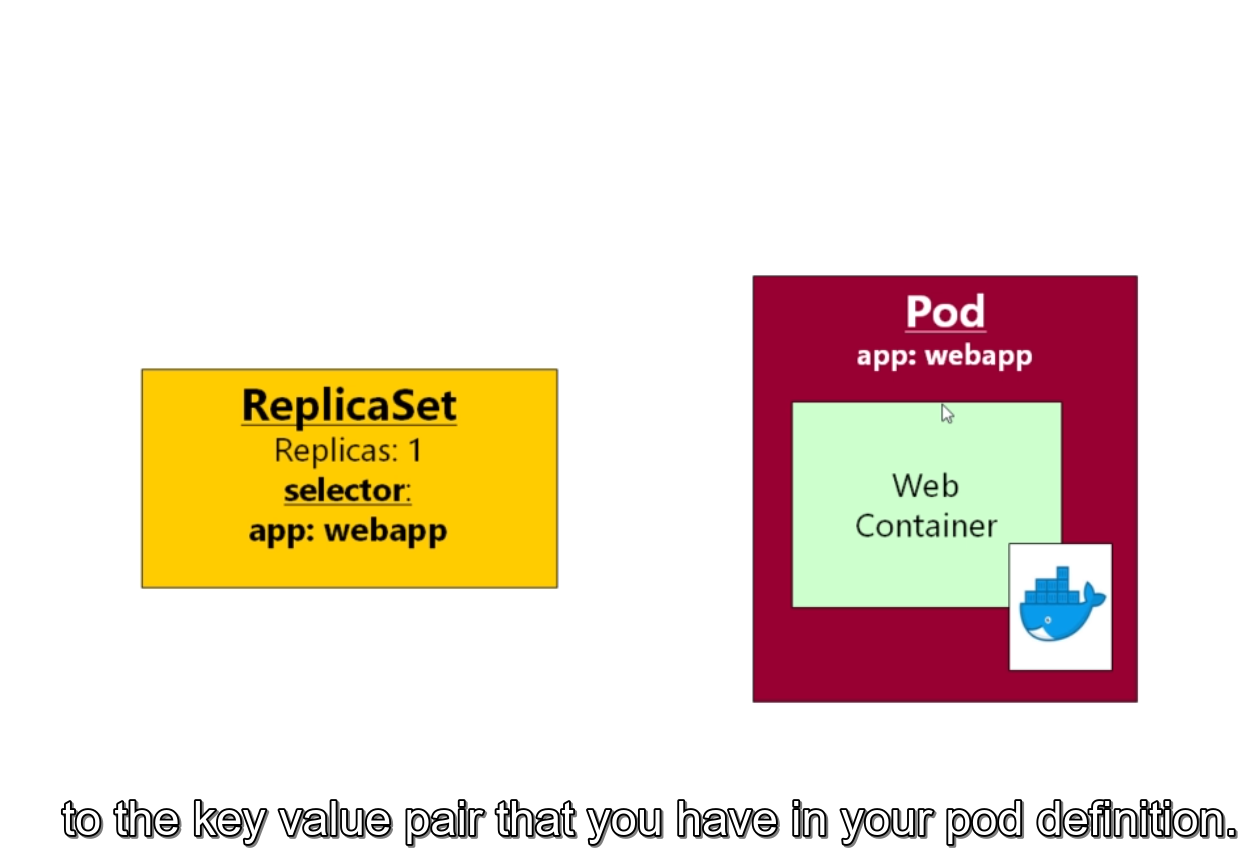 ReplicaSet
Replicas: 1
selector:
app: webapp
Pod
app: webapp
Web
Container
to the key value pair that you have in your pod definition.